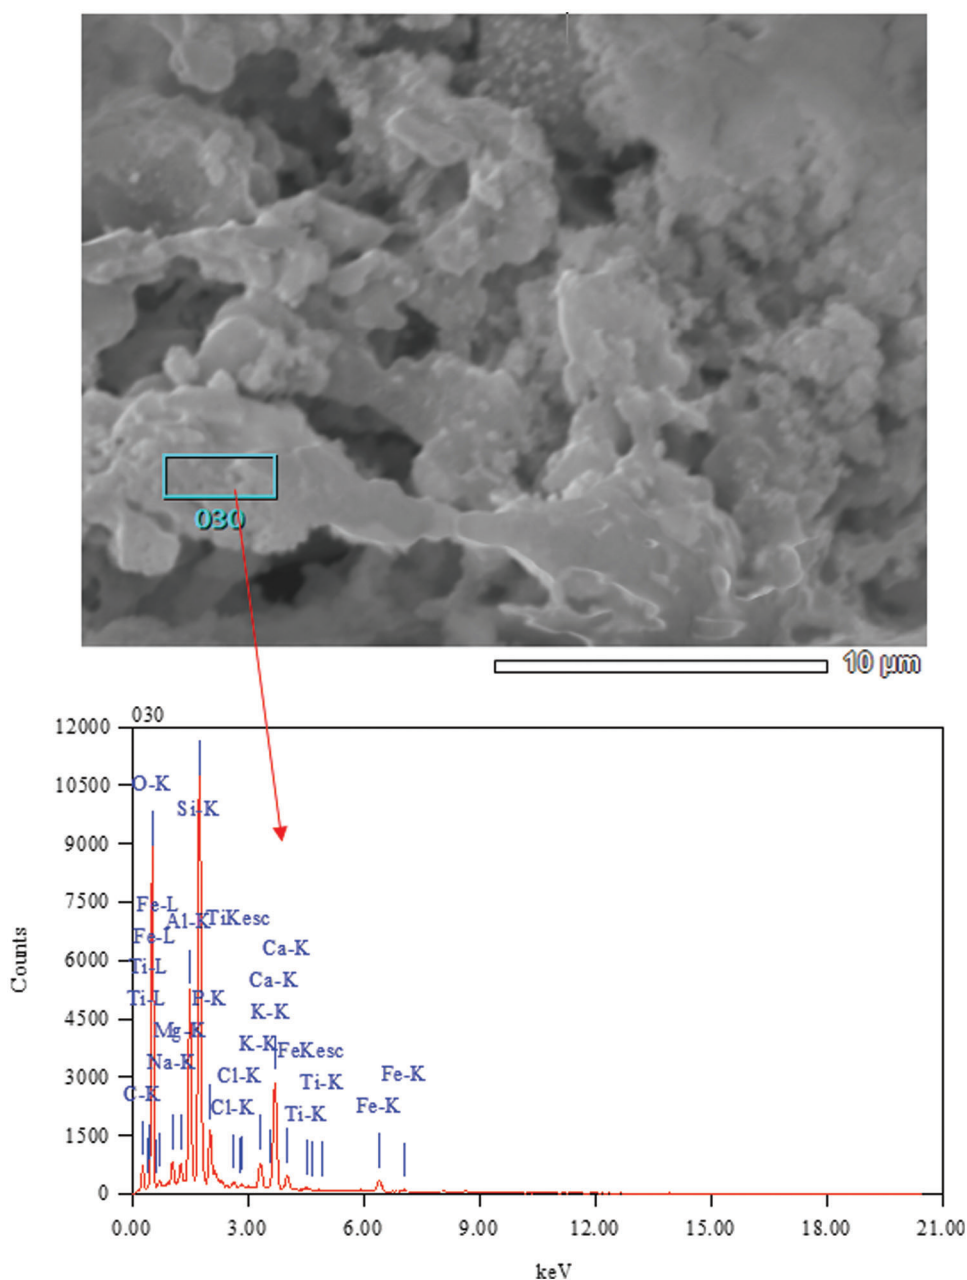 030
10 μm
030
12000
10500
9000
7500
6000
4500
3000
1500
0
Counts
O-K
Si-K
Fe-L
Al-K
TiKesc
Fe-L
Ca-K
Ti-L
Ca-K
Ti-L
P-K
K-K
Mg-K
K-K
FeKesc
Na-K
Cl-K
Ti-K
Fe-K
C-K
Cl-K
Ti-K
Fe-K
0.00
3.00
6.00
9.00
12.00
15.00
18.00
21.00
keV